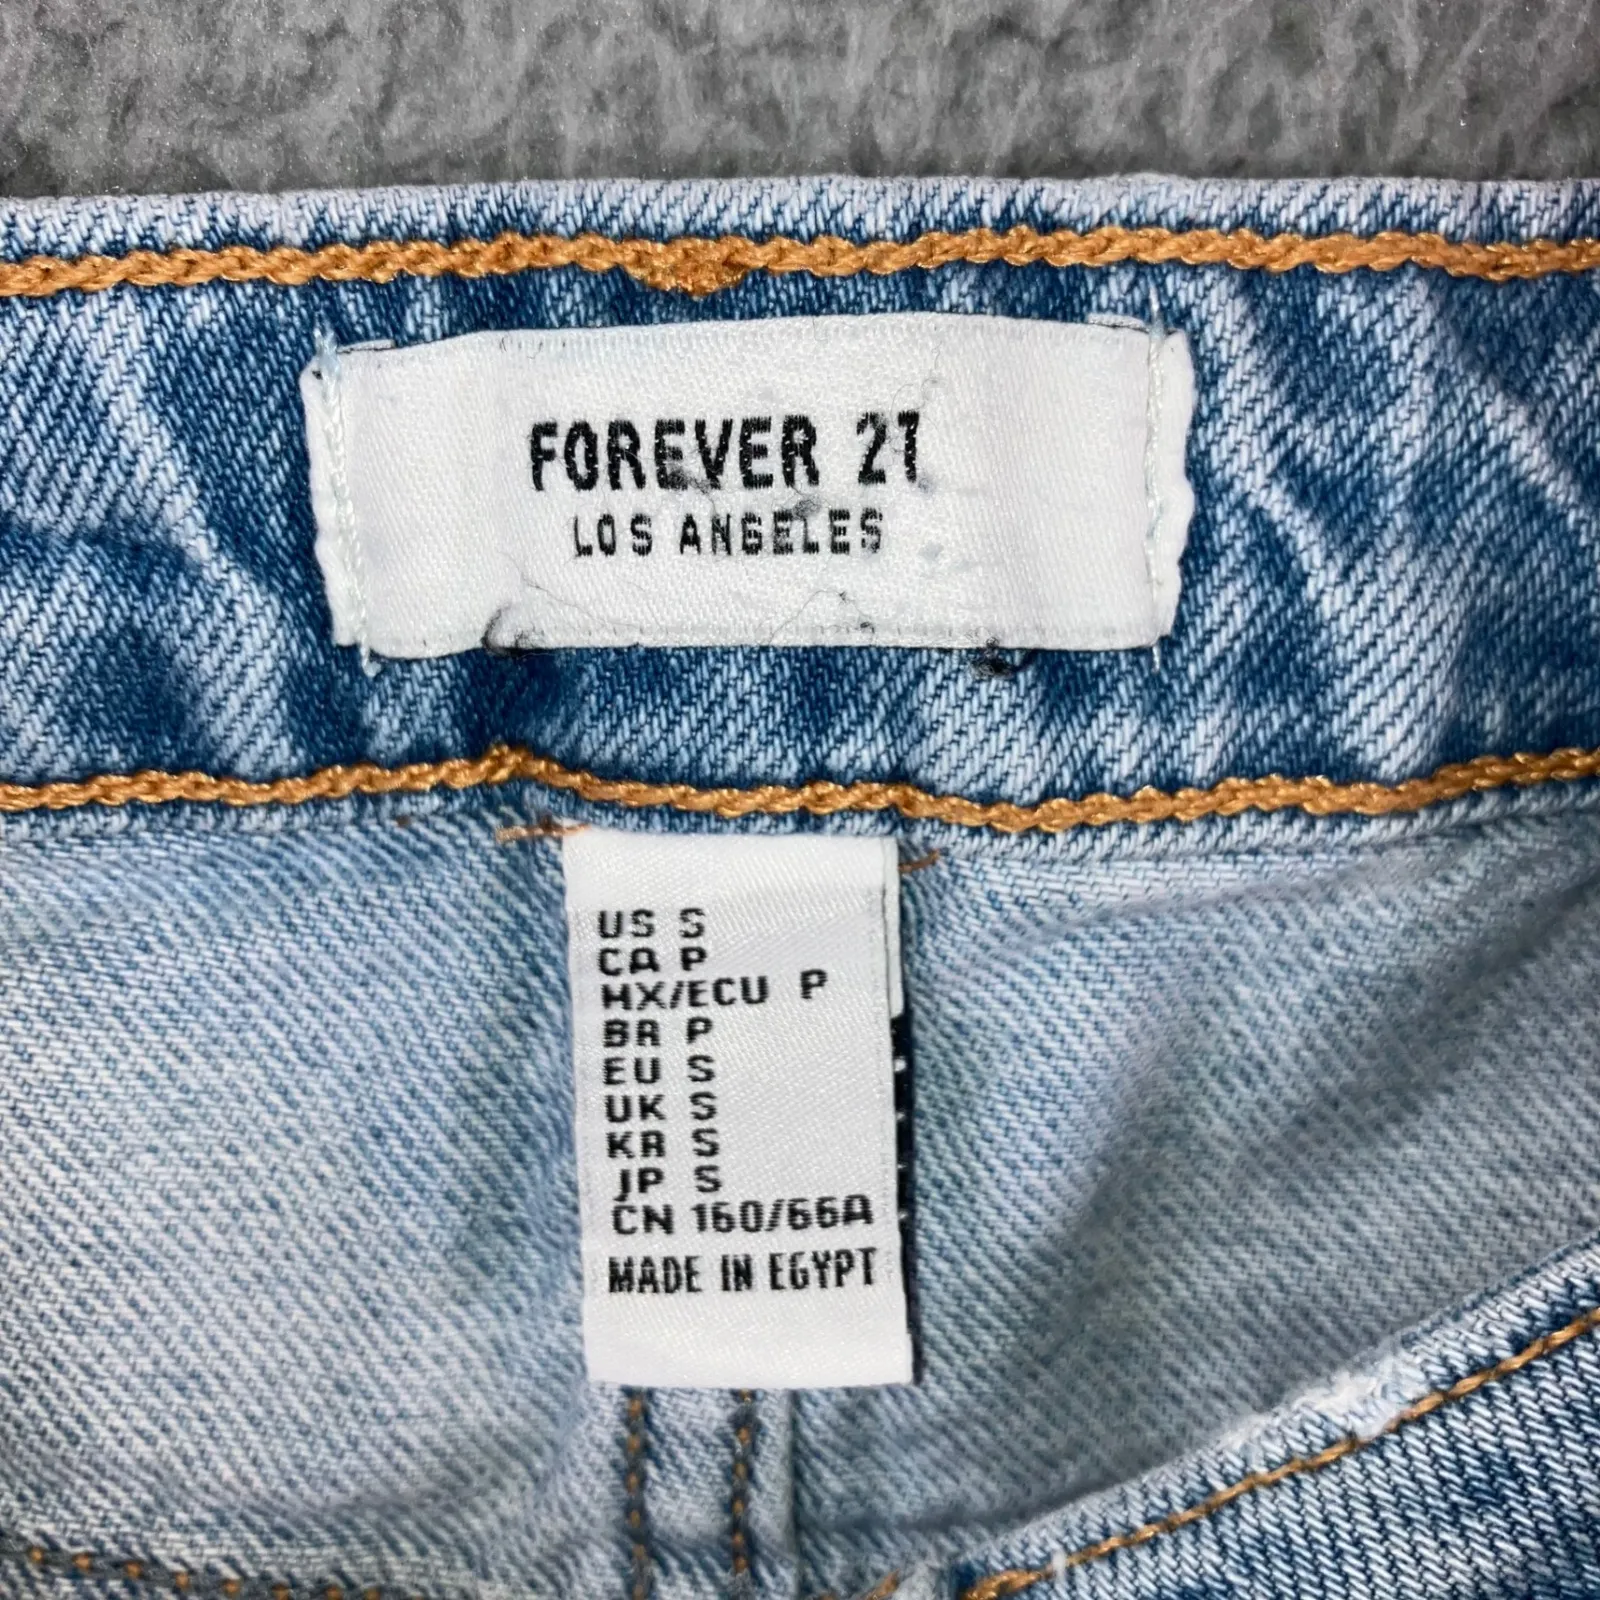 FOREVER 21
LOS ANGELES
US S
CA P
MX/ECU P
BR P
EU S
UK S
KR S
JP S
CN 160/66A
MADE IN EGYPT